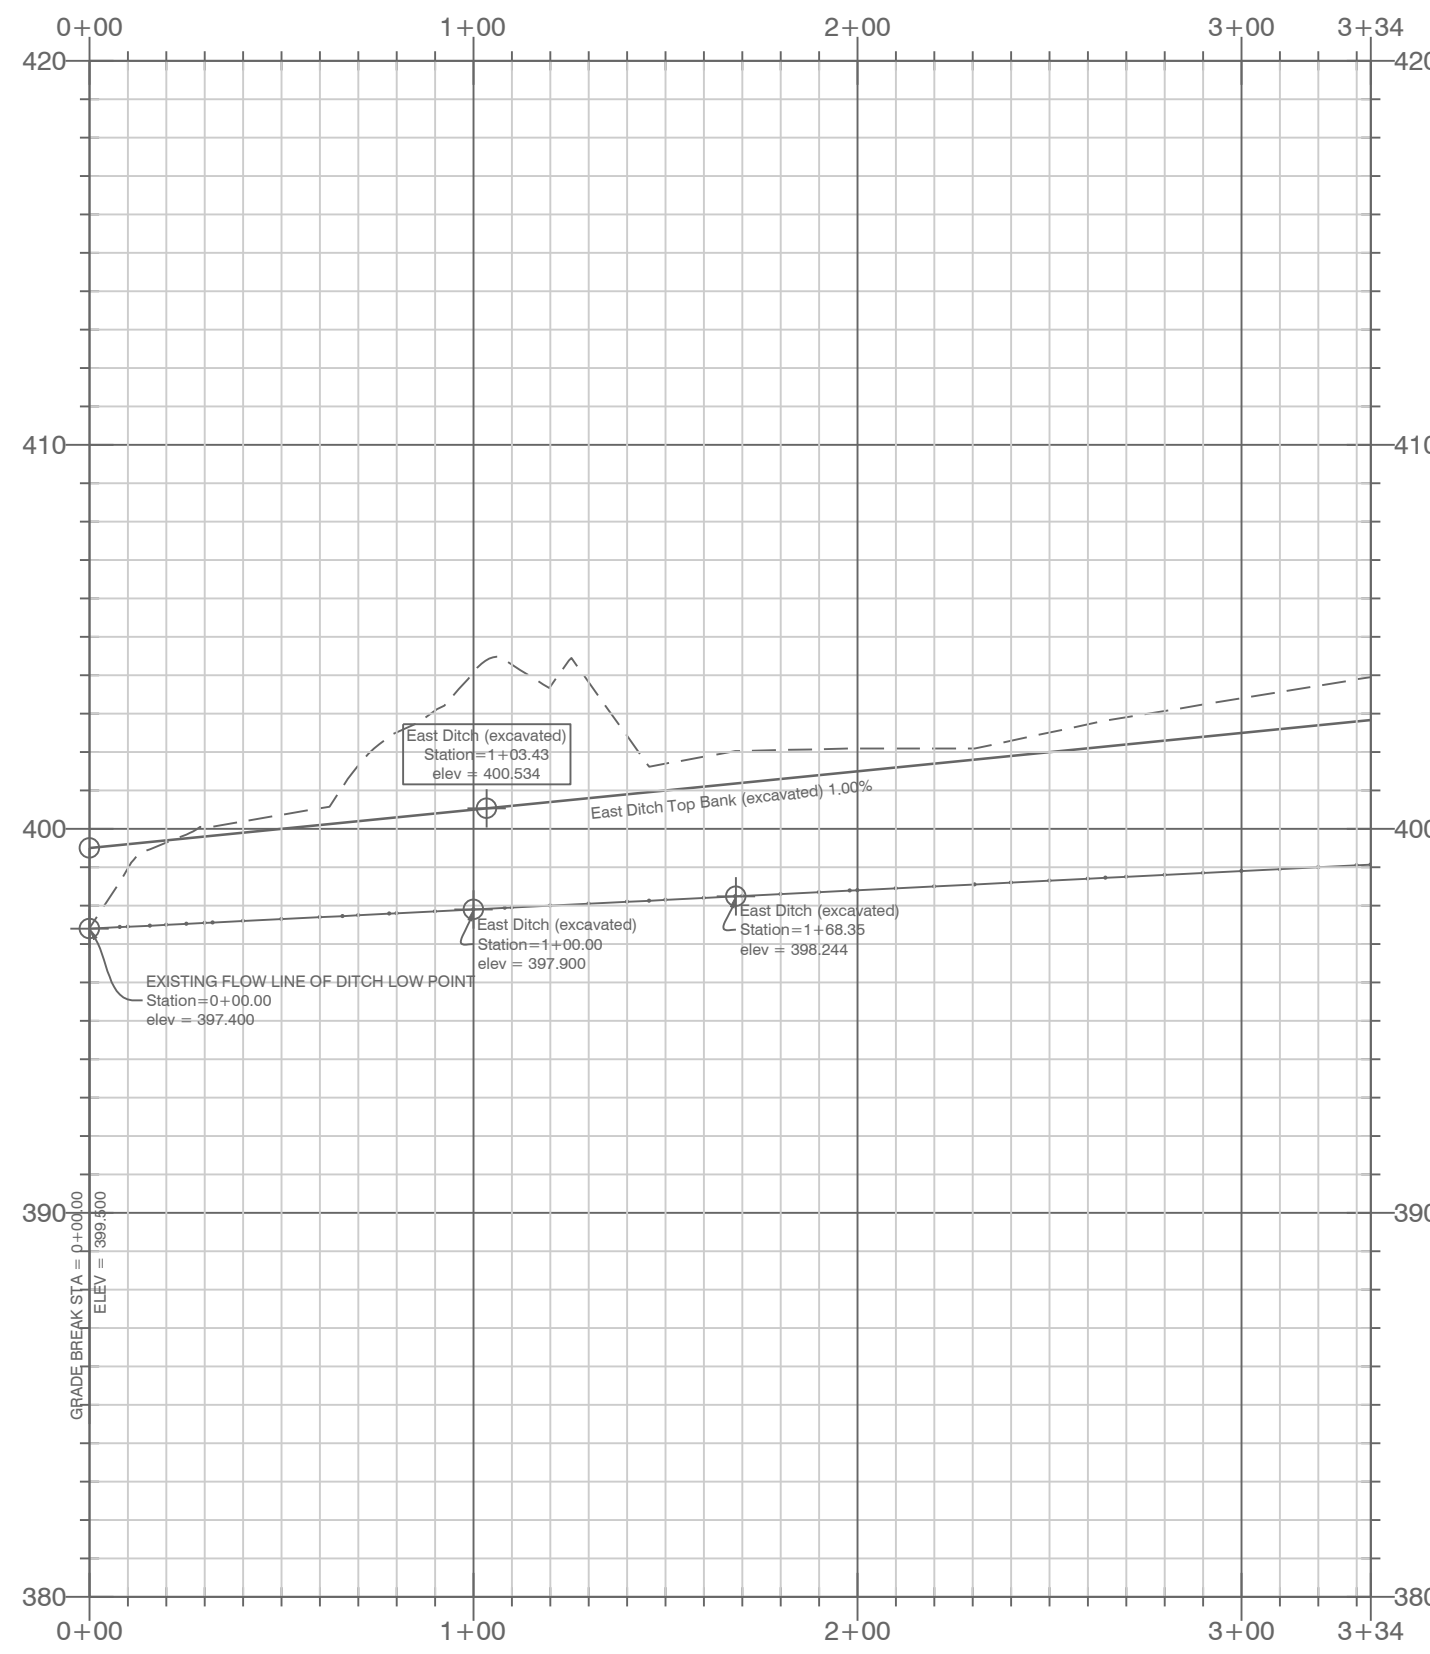 0+00 1+00 2+00 3+00 3+34
420 420
410 410
East Ditch (excavated)
Station=1+03.43
elev = 400.534
East Ditch Top Bank (excavated) 1.00%
400 400
East Ditch (excavated)
Station=1+68.35
elev = 398.244
East Ditch (excavated)
Station=1+00.00
elev = 397.900
EXISTING FLOW LINE OF DITCH LOW POINT
Station=0+00.00
elev = 397.400
390 390
GRADE BREAK STA = 0+00.00
ELEV = 399.500
380 380
0+00 1+00 2+00 3+00 3+34